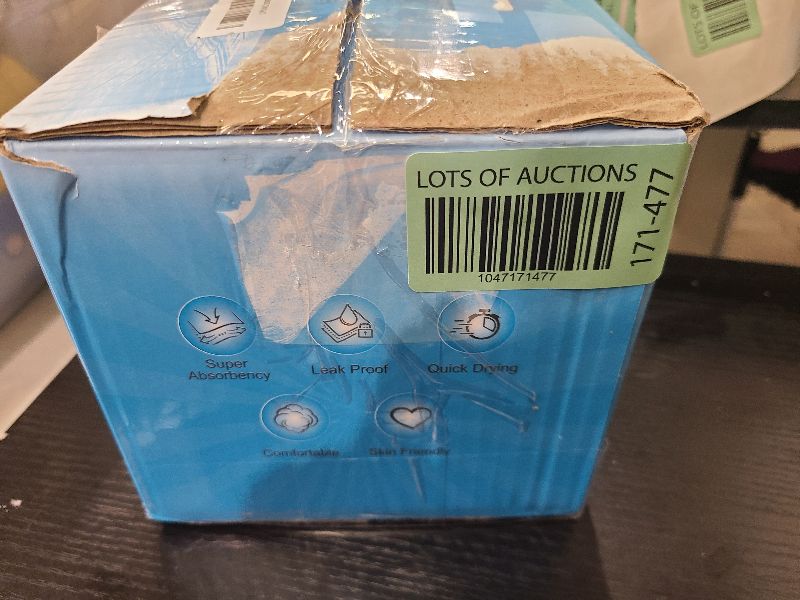 LOTS OF
LOTS OF AUCTIONS
171-477
1047171477
Super
Absorbency
Leak Proof
Quick Drying
Comfortable
Skin Friendly